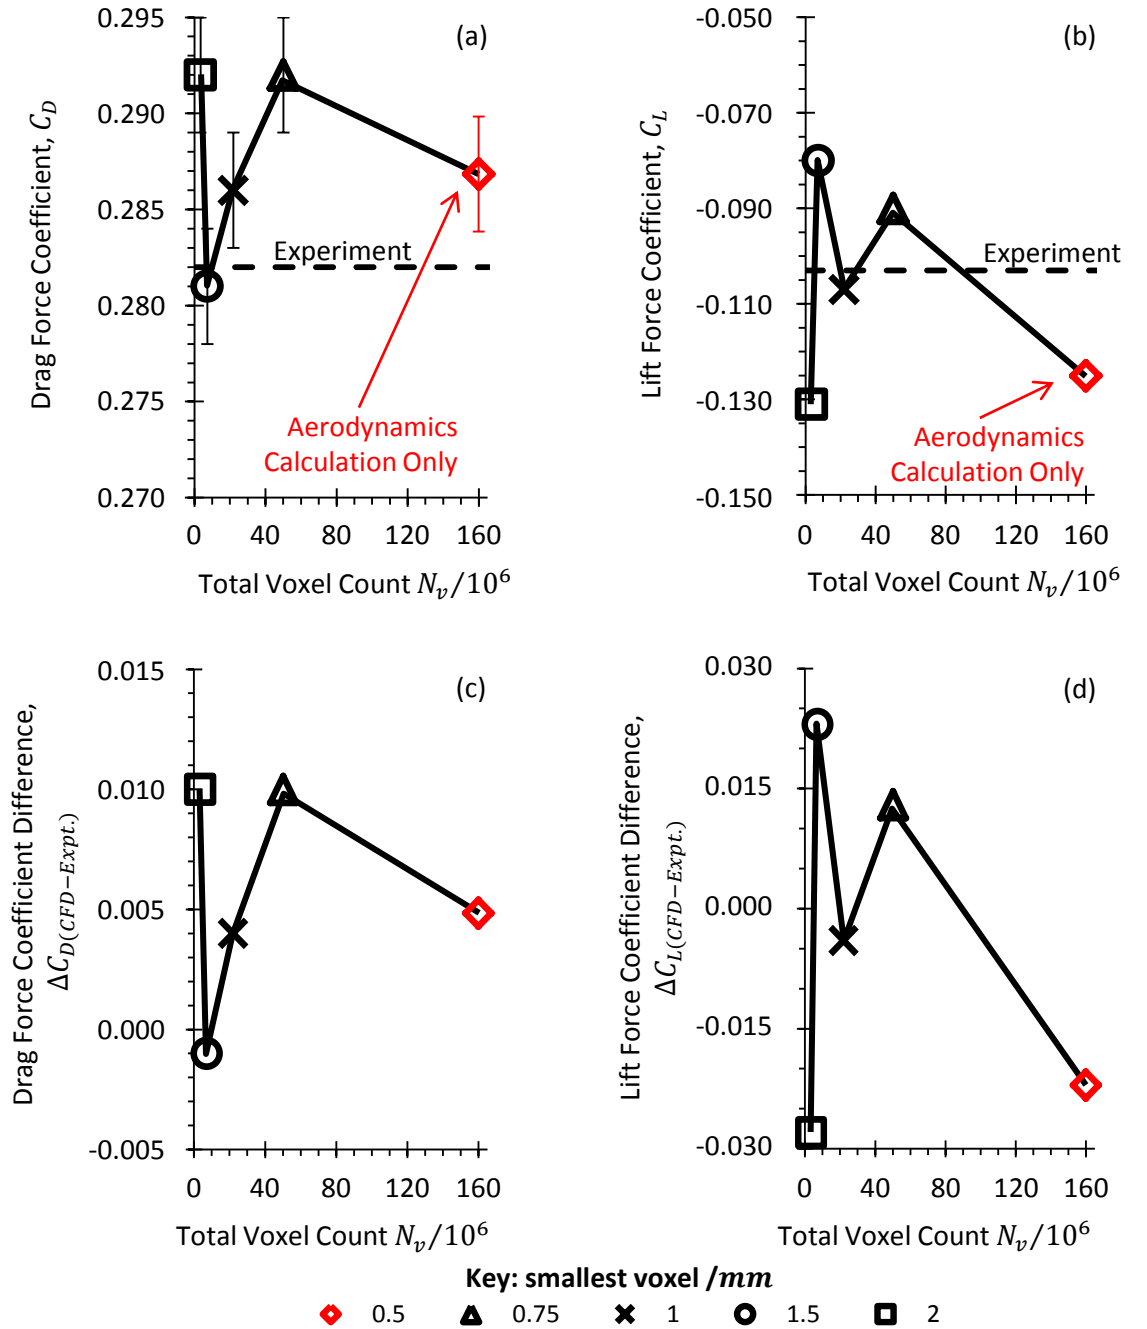 (a)
Drag Force Coefficient, C_D
0.295
0.290
0.285
0.280
0.275
0.270
Experiment
Aerodynamics
Calculation Only
0 40 80 120 160
Total Voxel Count N_v/10^6
(b)
Lift Force Coefficient, C_L
-0.050
-0.070
-0.090
-0.110
-0.130
-0.150
Experiment
Aerodynamics
Calculation Only
0 40 80 120 160
Total Voxel Count N_v/10^6
(c)
Drag Force Coefficient Difference,
ΔC_D(CFD−Expt.)
0.015
0.010
0.005
0.000
-0.005
0 40 80 120 160
Total Voxel Count N_v/10^6
(d)
Lift Force Coefficient Difference,
ΔC_L(CFD−Expt.)
0.030
0.015
0.000
-0.015
-0.030
0 40 80 120 160
Total Voxel Count N_v/10^6
Key: smallest voxel /mm
0.5 0.75 1 1.5 2